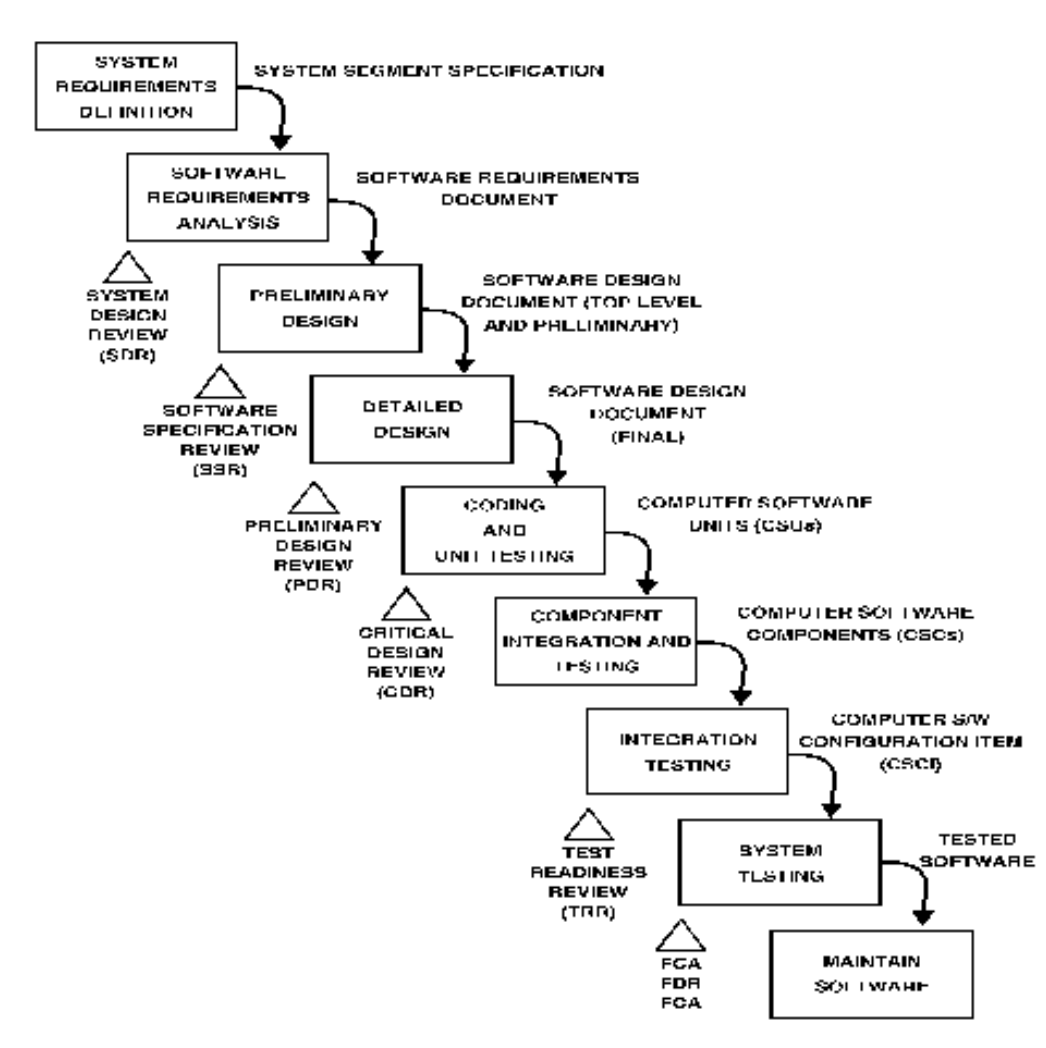 SYSTEM
REQUIREMENTS
DEFINITION
SYSTEM SEGMENT SPECIFICATION
SOFTWARE
REQUIREMENTS
ANALYSIS
SOFTWARE REQUIREMENTS
DOCUMENT
SYSTEM
DESIGN
REVIEW
(SDR)
PRELIMINARY
DESIGN
SOFTWARE DESIGN
DOCUMENT (TOP LEVEL
AND PRELIMINARY)
SOFTWARE
SPECIFICATION
REVIEW
(SSR)
DETAILED
DESIGN
SOFTWARE DESIGN
DOCUMENT
(FINAL)
PRELIMINARY
DESIGN
REVIEW
(PDR)
CODING
AND
UNIT TESTING
COMPUTER SOFTWARE
UNITS (CSUs)
CRITICAL
DESIGN
REVIEW
(CDR)
COMPONENT
INTEGRATION AND
TESTING
COMPUTER SOFTWARE
COMPONENTS (CSCs)
INTEGRATION
TESTING
COMPUTER S/W
CONFIGURATION ITEM
(CSCI)
TEST
READINESS
REVIEW
(TRR)
SYSTEM
TESTING
TESTED
SOFTWARE
FCA
FDR
FCA
MAINTAIN
SOFTWARE